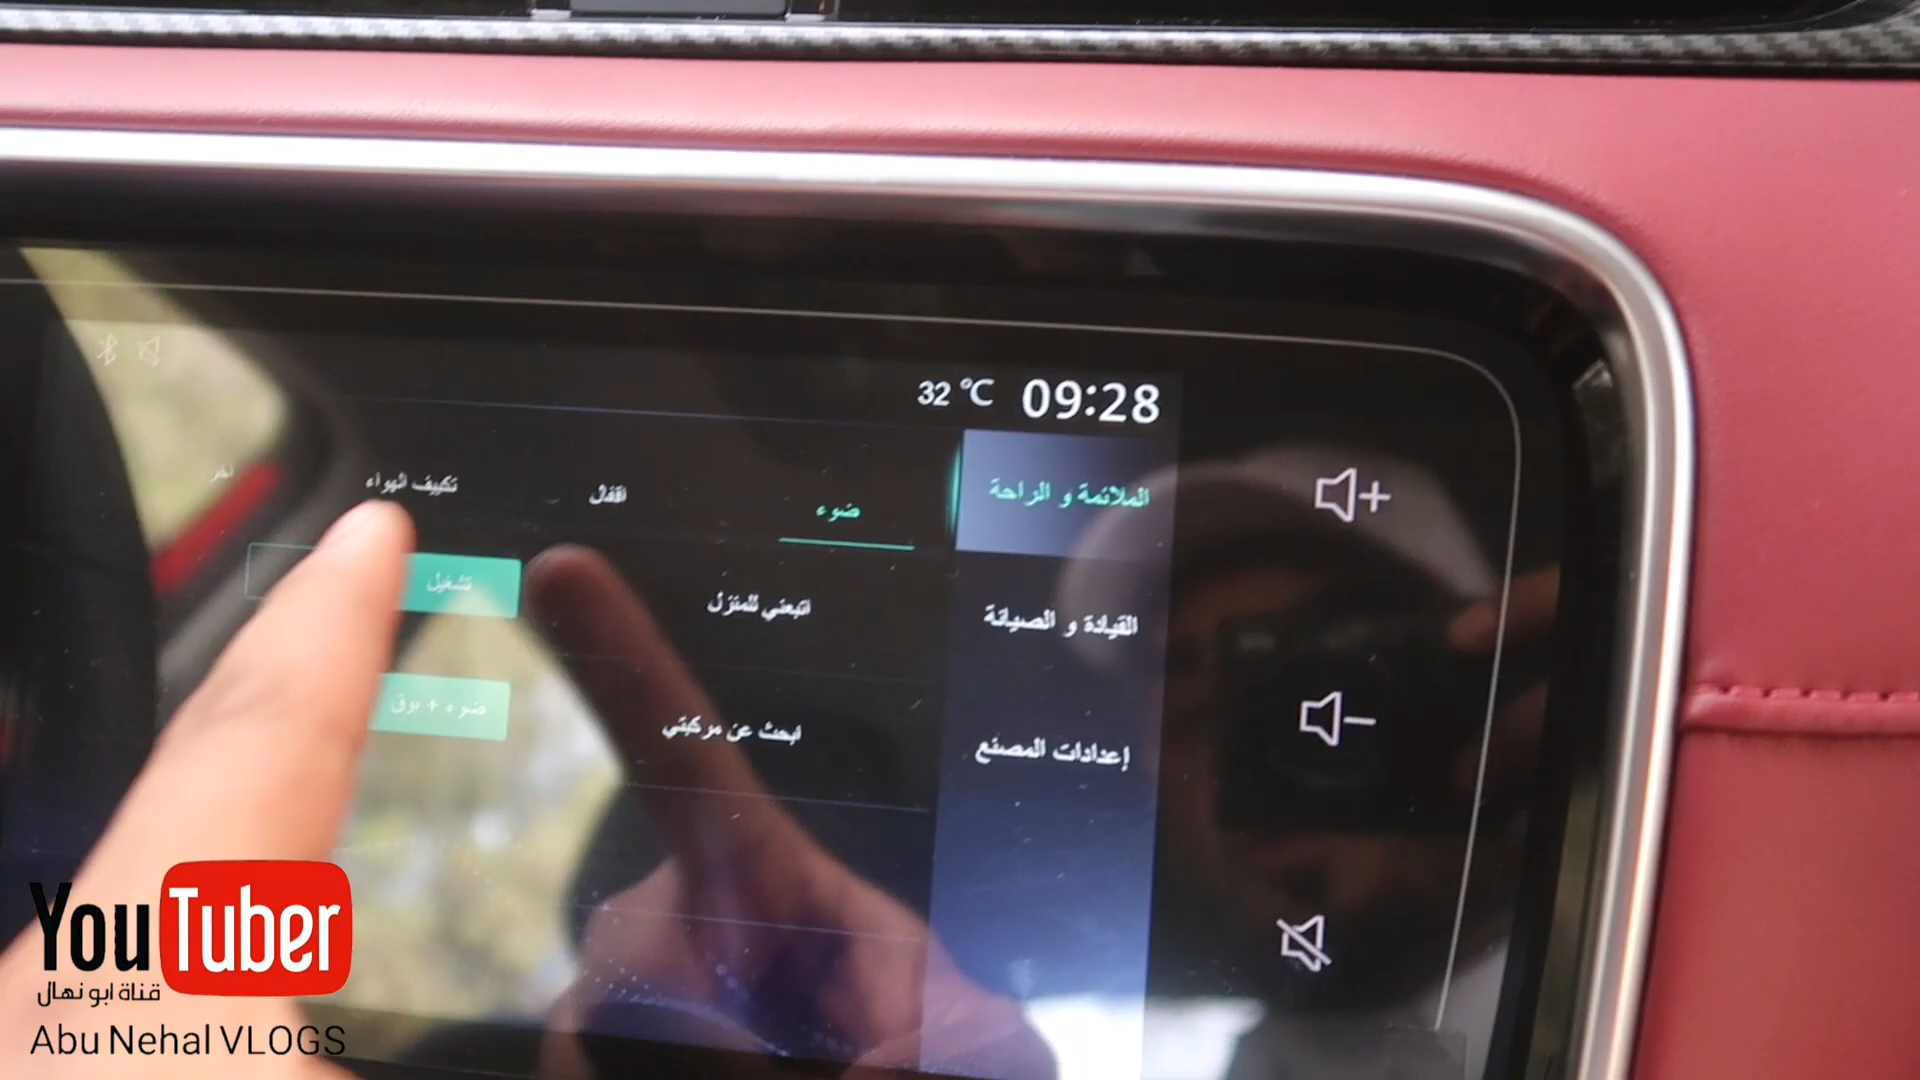 32 °C 09:28
الملائمة و الراحة
ضوء
اقفال
تكييف الهواء
آخر
القيادة و الصيانة
اتبعني للمنزل
تشغيل
إعدادات المصنع
ابحث عن مركبتي
ضوء + بوق
YouTuber
قناة ابو نهال
Abu Nehal VLOGS